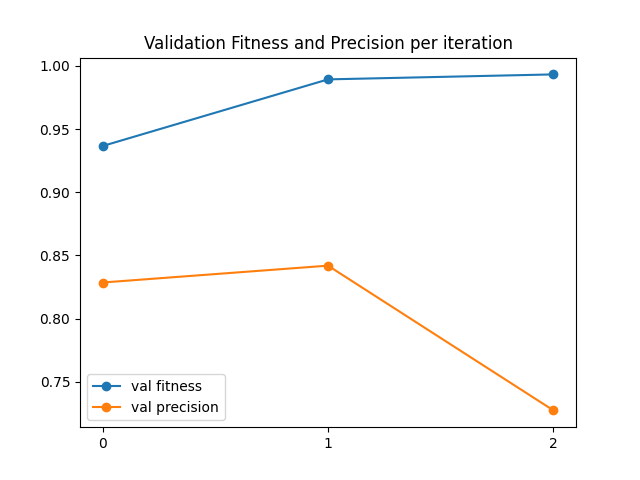 Validation Fitness and Precision per iteration
1.00
0.95
0.90
0.85
0.80
0.75
val fitness
val precision
0 1 2